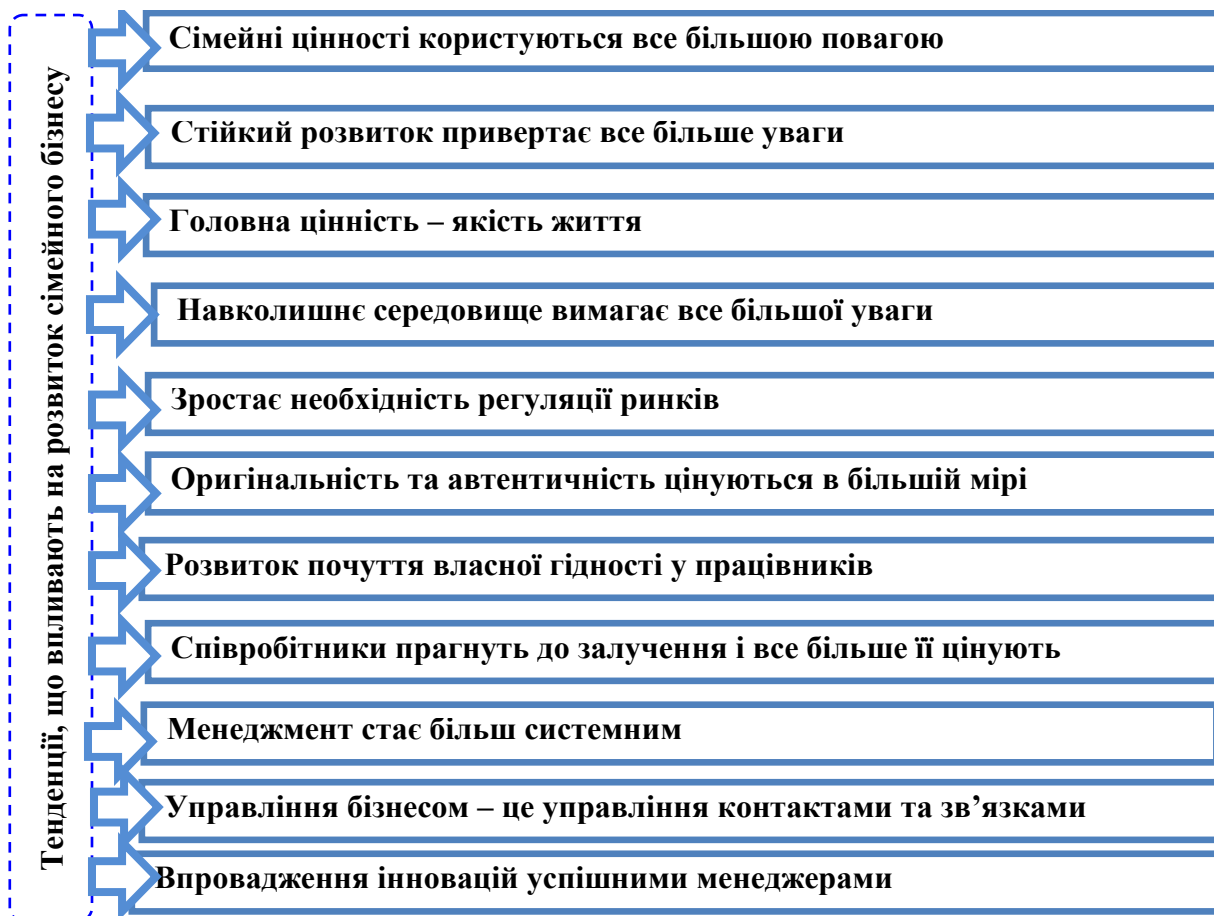 Тенденції, що впливають на розвиток сімейного бізнесу
Сімейні цінності користуються все більшою повагою
Стійкий розвиток привертає все більше уваги
Головна цінність – якість життя
Навколишнє середовище вимагає все більшої уваги
Зростає необхідність регуляції ринків
Оригінальність та автентичність цінуються в більшій мірі
Розвиток почуття власної гідності у працівників
Співробітники прагнуть до залучення і все більше її цінують
Менеджмент стає більш системним
Управління бізнесом – це управління контактами та зв’язками
Впровадження інновацій успішними менеджерами